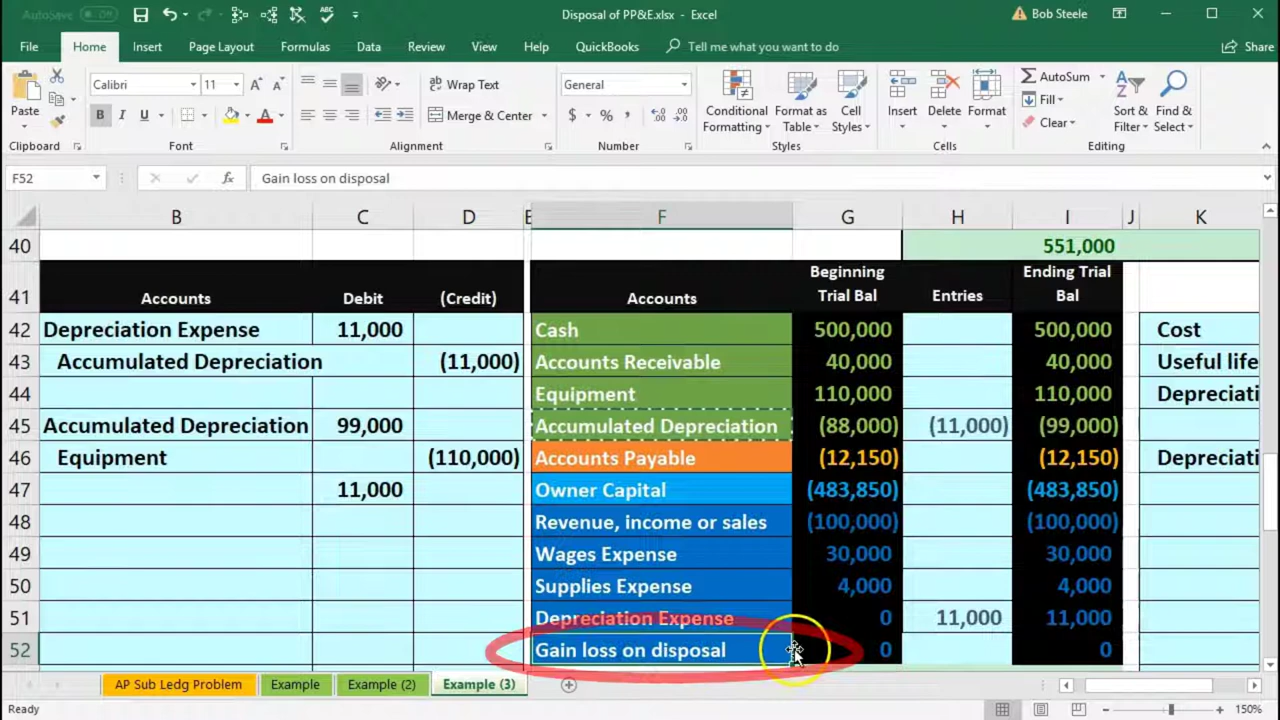 AutoSave Off
Disposal of PP&E.xlsx - Excel
Bob Steele
File Home Insert Page Layout Formulas Data Review View Help QuickBooks Tell me what you want to do Share
Paste
Calibri 11
B I U
Wrap Text
Merge & Center
General
$ % ,
Conditional Formatting
Format as Table
Cell Styles
Insert Delete Format
AutoSum
Fill
Clear
Sort & Filter
Find & Select
Clipboard Font Alignment Number Styles Cells Editing
F52 fx Gain loss on disposal
B C D E F G H I J K
40 551,000
41 Accounts Debit (Credit) Accounts Beginning Trial Bal Entries Ending Trial Bal
42 Depreciation Expense 11,000 Cash 500,000 500,000 Cost
43 Accumulated Depreciation (11,000) Accounts Receivable 40,000 40,000 Useful life
44 Equipment 110,000 110,000 Depreciati
45 Accumulated Depreciation 99,000 Accumulated Depreciation (88,000) (11,000) (99,000)
46 Equipment (110,000) Accounts Payable (12,150) (12,150) Depreciati
47 11,000 Owner Capital (483,850) (483,850)
48 Revenue, income or sales (100,000) (100,000)
49 Wages Expense 30,000 30,000
50 Supplies Expense 4,000 4,000
51 Depreciation Expense 0 11,000 11,000
52 Gain loss on disposal 0 0
AP Sub Ledg Problem Example Example (2) Example (3)
Ready 150%